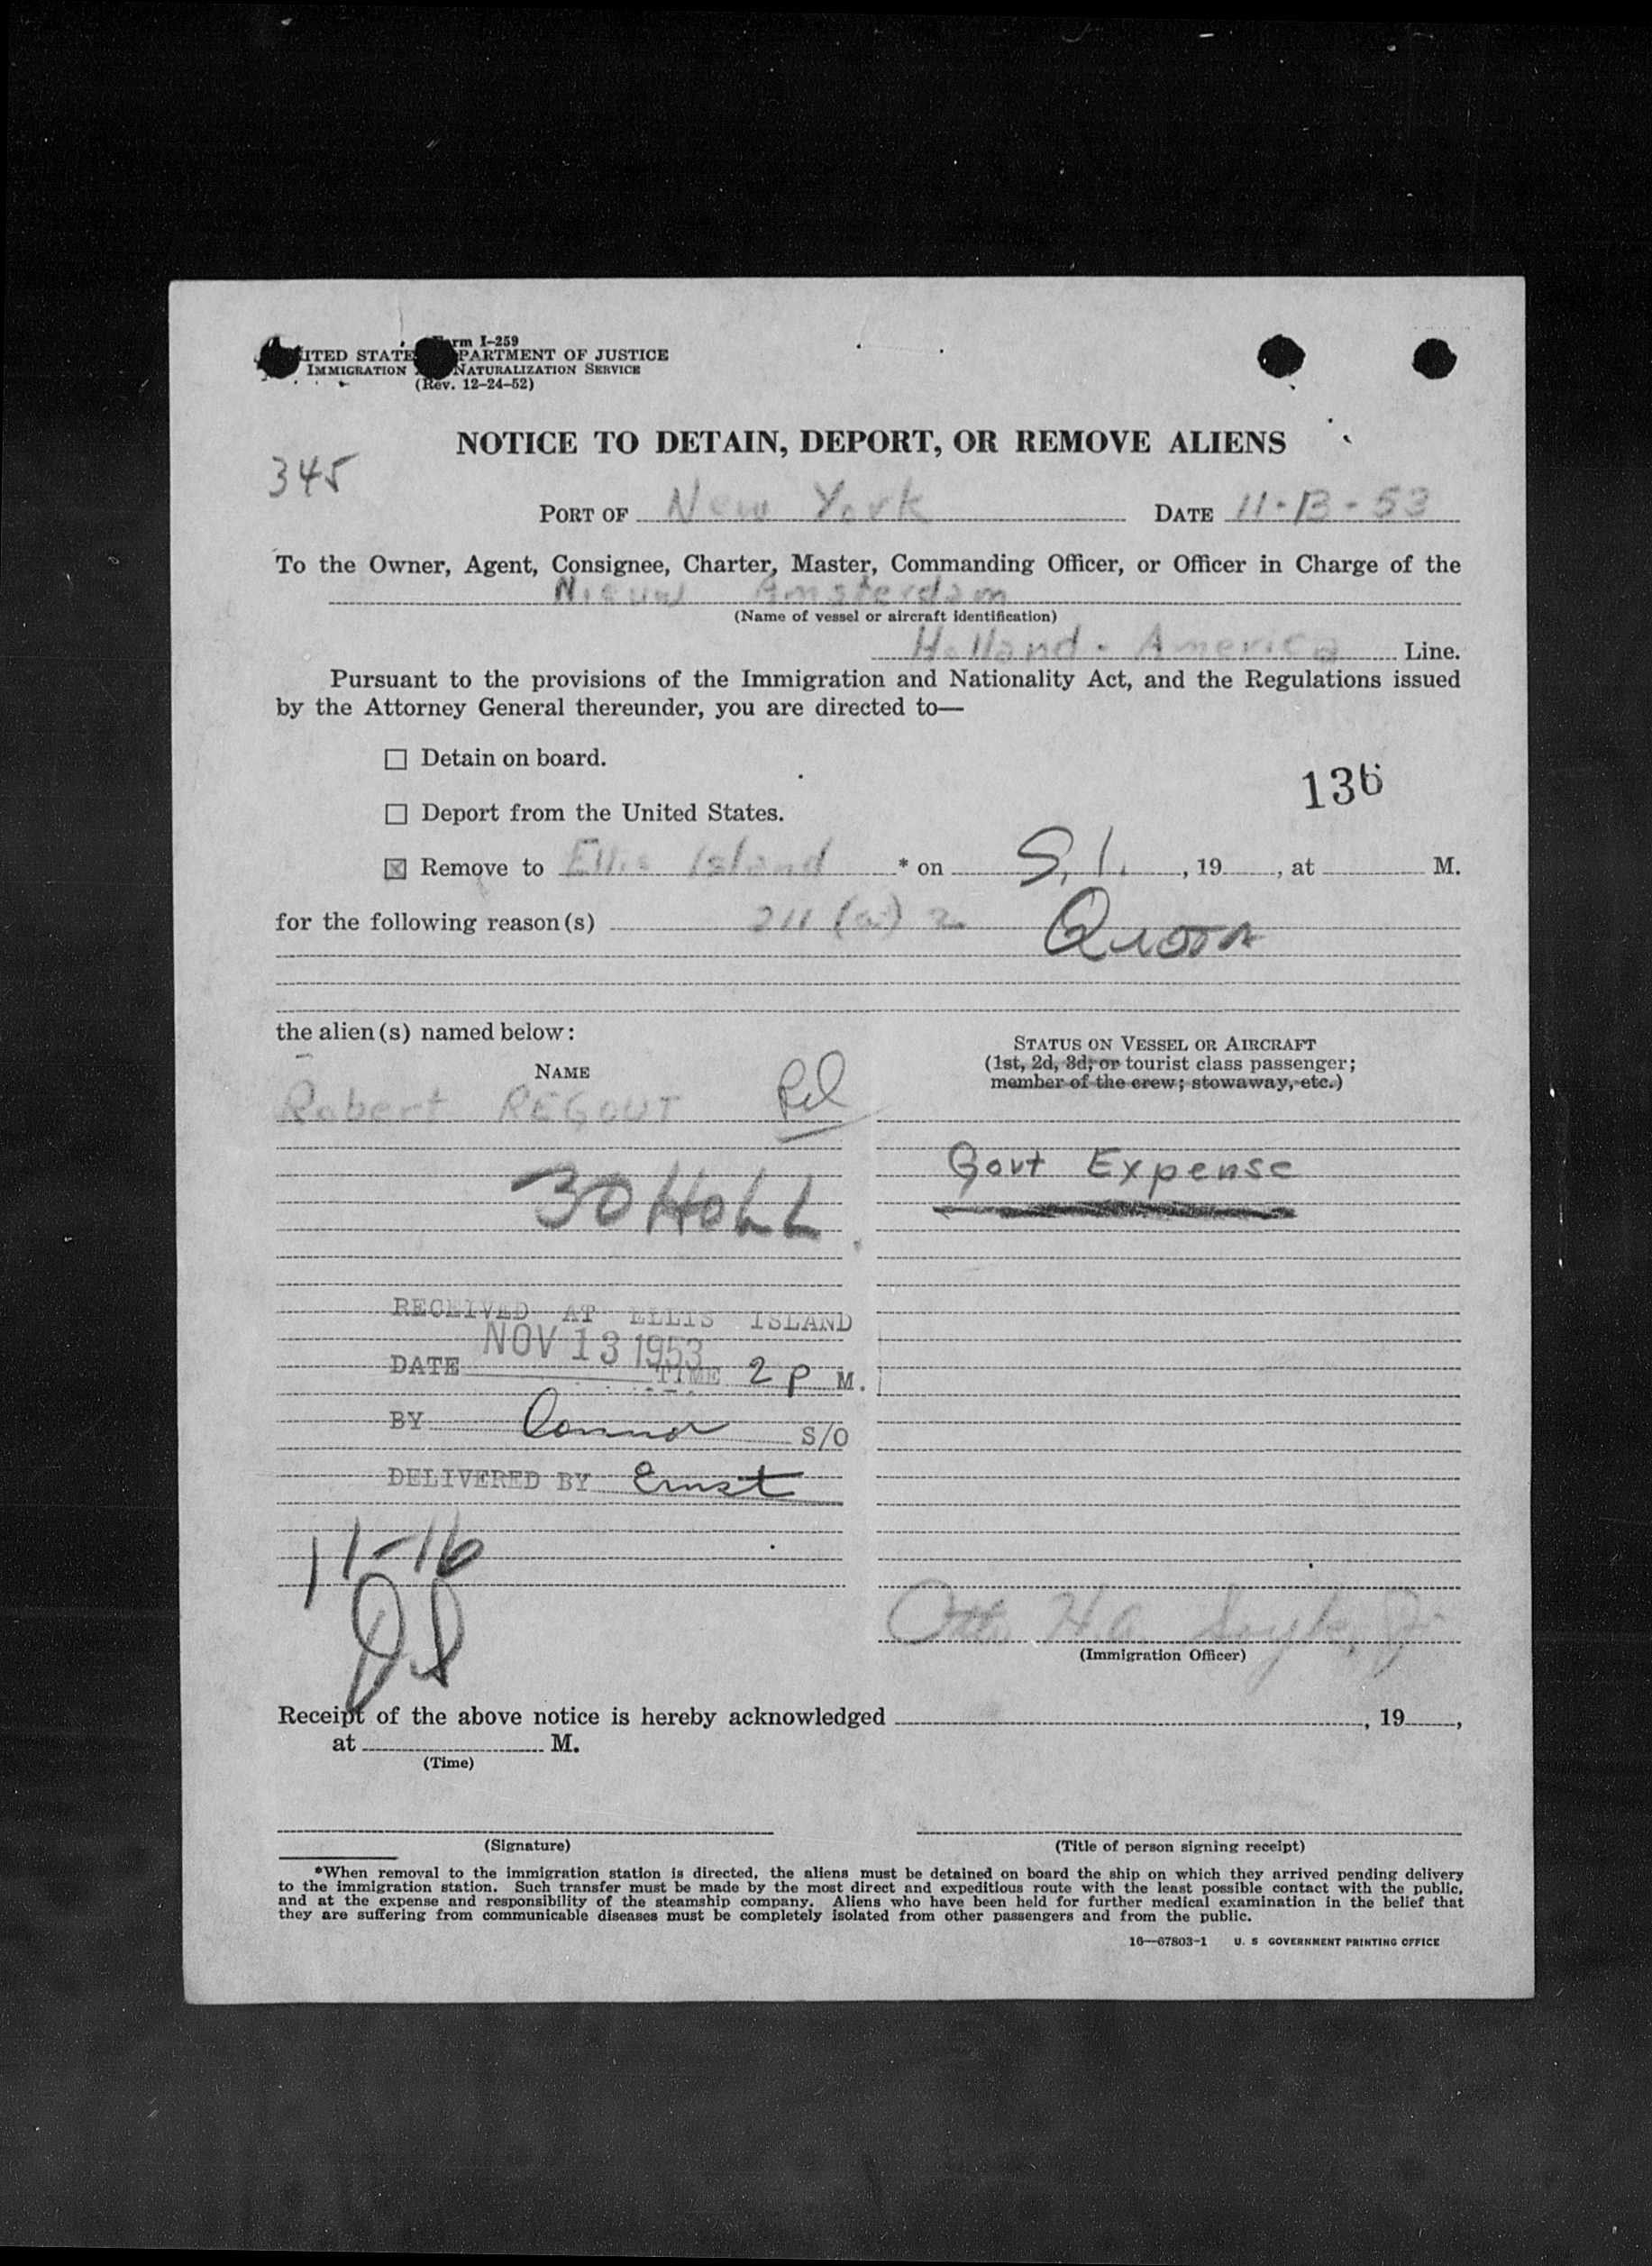 Form I-259
UNITED STATES DEPARTMENT OF JUSTICE
IMMIGRATION NATURALIZATION SERVICE
(Rev. 12-24-52)
NOTICE TO DETAIN, DEPORT, OR REMOVE ALIENS
345
PORT OF New York DATE 11-13-53
To the Owner, Agent, Consignee, Charter, Master, Commanding Officer, or Officer in Charge of the
Nieuw Amsterdam
(Name of vessel or aircraft identification)
Holland-America Line.
Pursuant to the provisions of the Immigration and Nationality Act, and the Regulations issued
by the Attorney General thereunder, you are directed to—
☐ Detain on board.
136
☐ Deport from the United States.
☒ Remove to Ellis Island * on S.I. , 19 , at M.
for the following reason(s) 211 (a) 3
Quota
the alien(s) named below:
STATUS ON VESSEL OR AIRCRAFT
(1st, 2d, 3d, or tourist class passenger;
member of the crew; stowaway, etc.)
NAME
Robert REGOUT
Govt Expense
30 HOLL.
RECEIVED AT ELLIS ISLAND
NOV 13 1953
DATE TIME 2 P M.
BY Connor S/O
DELIVERED BY Ernst
11-16
Otto H.A.
(Immigration Officer)
Receipt of the above notice is hereby acknowledged , 19 ,
at M.
(Time)
(Signature) (Title of person signing receipt)
*When removal to the immigration station is directed, the aliens must be detained on board the ship on which they arrived pending delivery
to the immigration station. Such transfer must be made by the most direct and expeditious route with the least possible contact with the public,
and at the expense and responsibility of the steamship company. Aliens who have been held for further medical examination in the belief that
they are suffering from communicable diseases must be completely isolated from other passengers and from the public.
16—67803-1 U. S GOVERNMENT PRINTING OFFICE